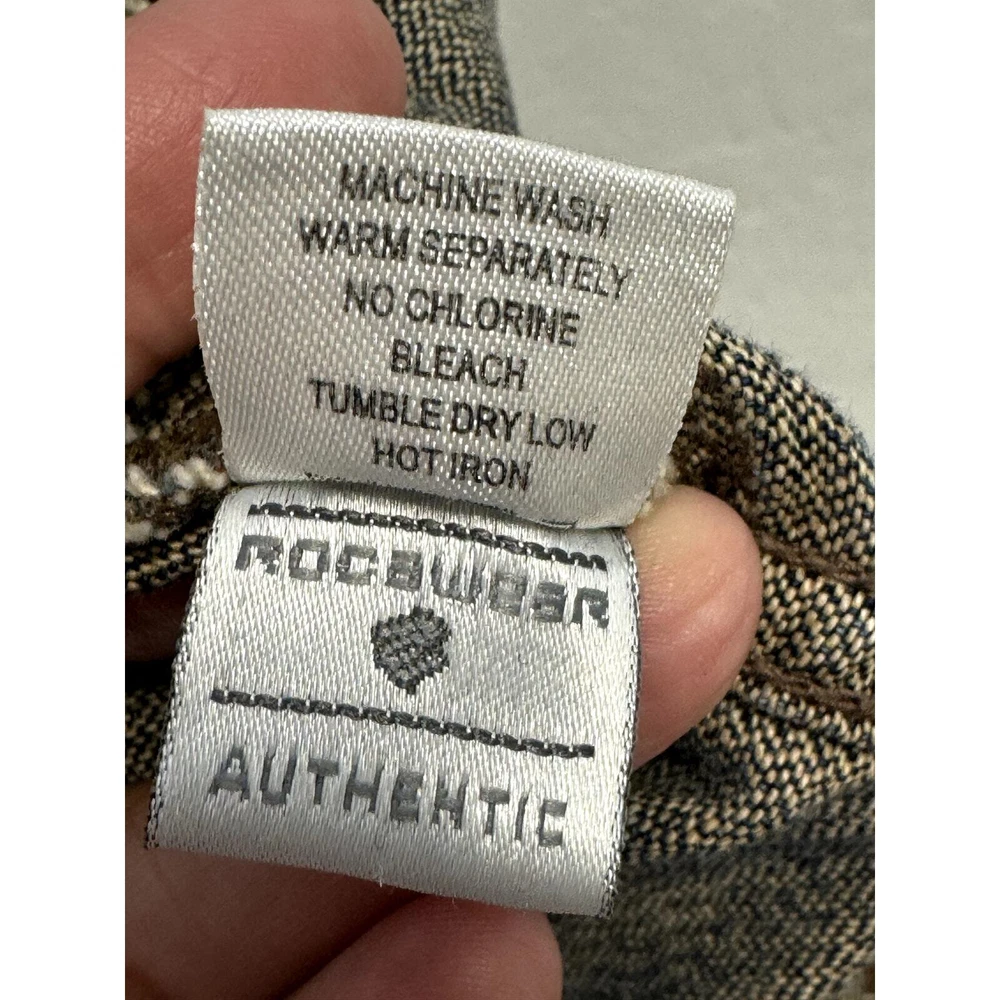 MACHINE WASH
WARM SEPARATELY
NO CHLORINE
BLEACH
TUMBLE DRY LOW
HOT IRON
ROCAWEAR
AUTHENTIC